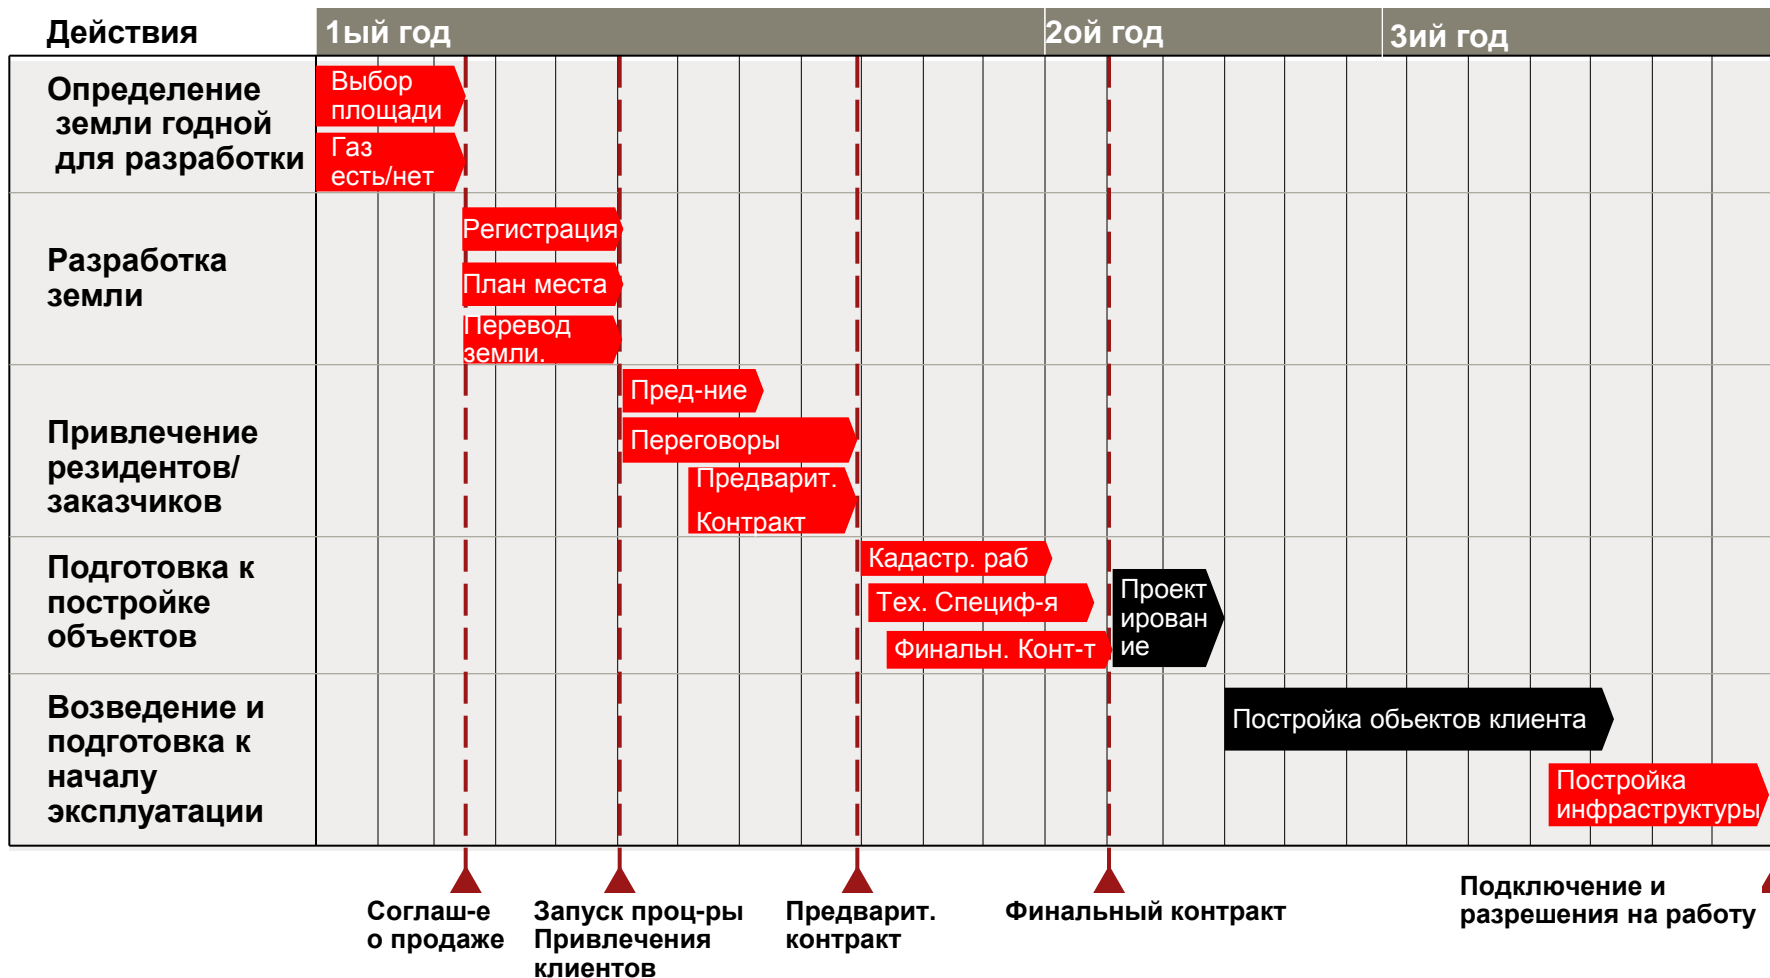 Действия
1ый год
2ой год
3ий год
Определение
земли годной
для разработки
Выбор
площади
Газ
есть/нет
Разработка
земли
Регистрация
План места
Перевод
земли.
Привлечение
резидентов/
заказчиков
Пред-ние
Переговоры
Предварит.
Контракт
Подготовка к
постройке
объектов
Кадастр. раб
Тех. Специф-я
Финальн. Конт-т
Проект
ирован
ие
Возведение и
подготовка к
началу
эксплуатации
Постройка обьектов клиента
Постройка
инфраструктуры
Соглаш-е
о продаже
Запуск проц-ры
Привлечения
клиентов
Предварит.
контракт
Финальный контракт
Подключение и
разрешения на работу